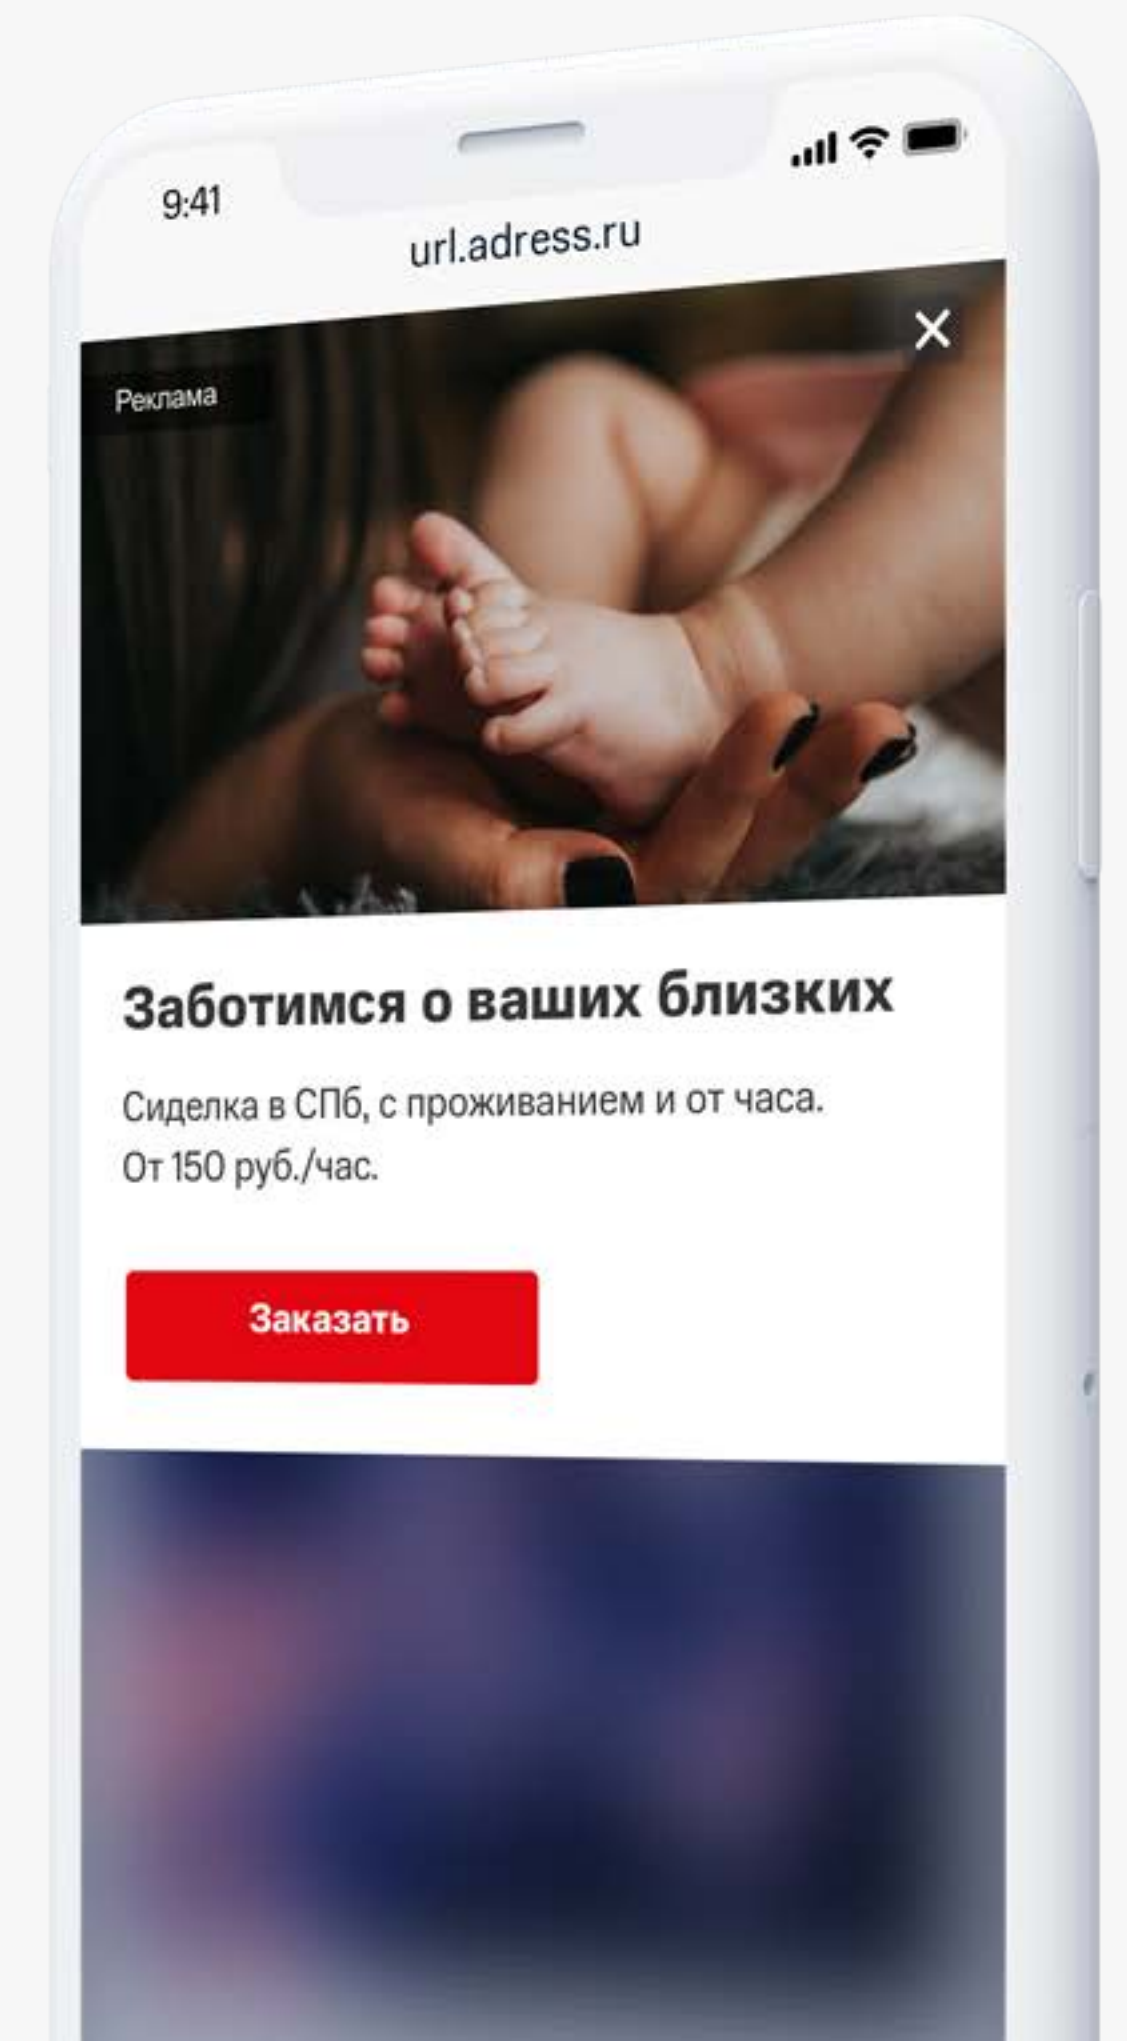 9:41
url.adress.ru
Реклама
Заботимся о ваших близких
Сиделка в СПб, с проживанием и от часа.
От 150 руб./час.
Заказать